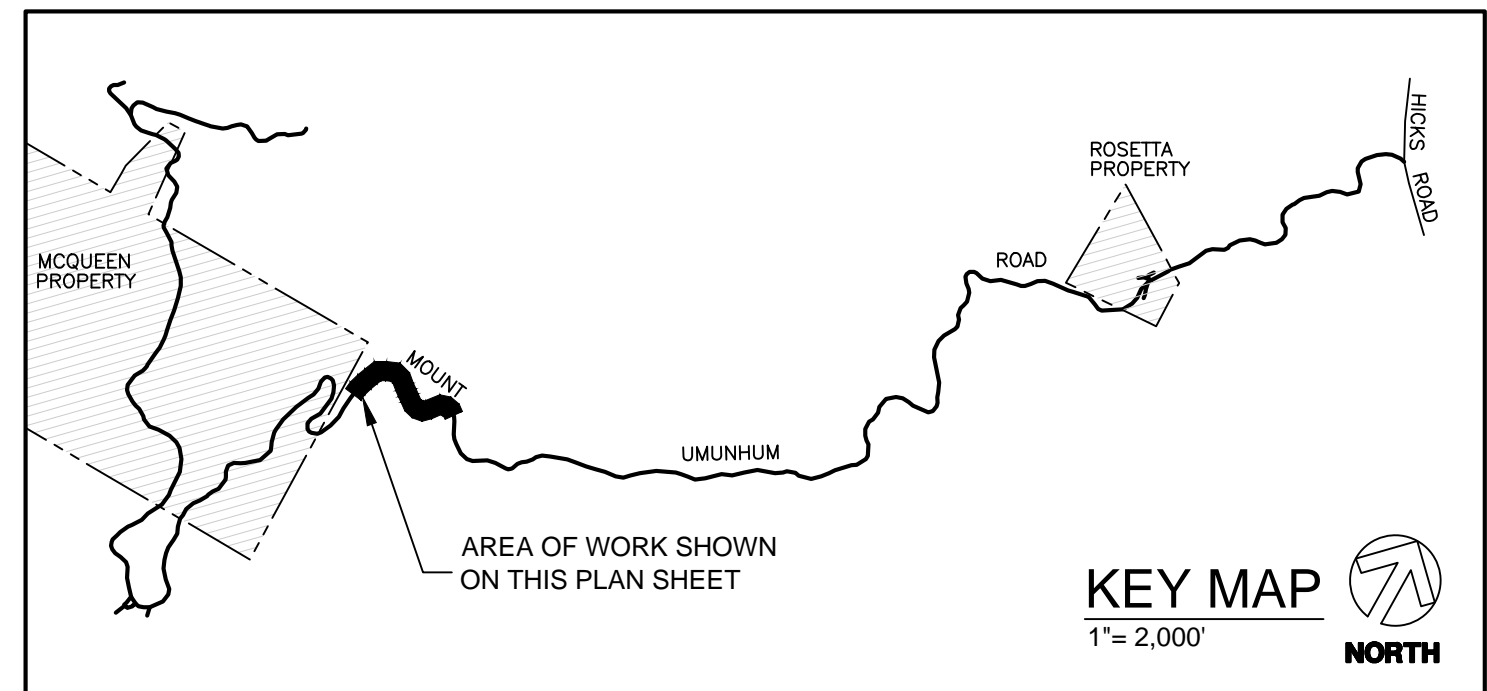 HICKS
ROAD
ROSETTA
PROPERTY
MCQUEEN
PROPERTY
ROAD
MOUNT
UMUNHUM
AREA OF WORK SHOWN
ON THIS PLAN SHEET
KEY MAP
1"= 2,000'
NORTH